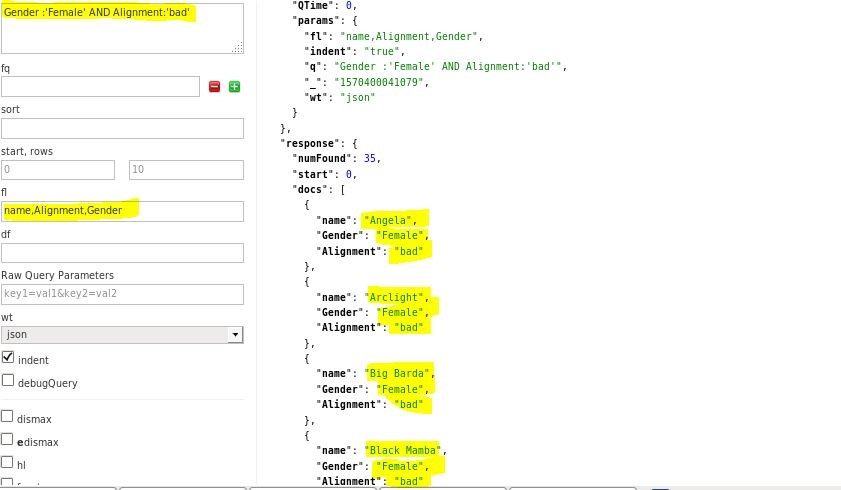 Gender :'Female' AND Alignment:'bad'
fq
sort
start, rows
0
10
fl
name,Alignment,Gender
df
Raw Query Parameters
key1=val1&key2=val2
wt
json
indent
debugQuery
dismax
edismax
hl
"QTime": 0,
"params": {
"fl": "name,Alignment,Gender",
"indent": "true",
"q": "Gender :'Female' AND Alignment:'bad'",
"_": "1570400041079",
"wt": "json"
}
},
"response": {
"numFound": 35,
"start": 0,
"docs": [
{
"name": "Angela",
"Gender": "Female",
"Alignment": "bad"
},
{
"name": "Arclight",
"Gender": "Female",
"Alignment": "bad"
},
{
"name": "Big Barda",
"Gender": "Female",
"Alignment": "bad"
},
{
"name": "Black Mamba",
"Gender": "Female",
"Alignment": "bad"